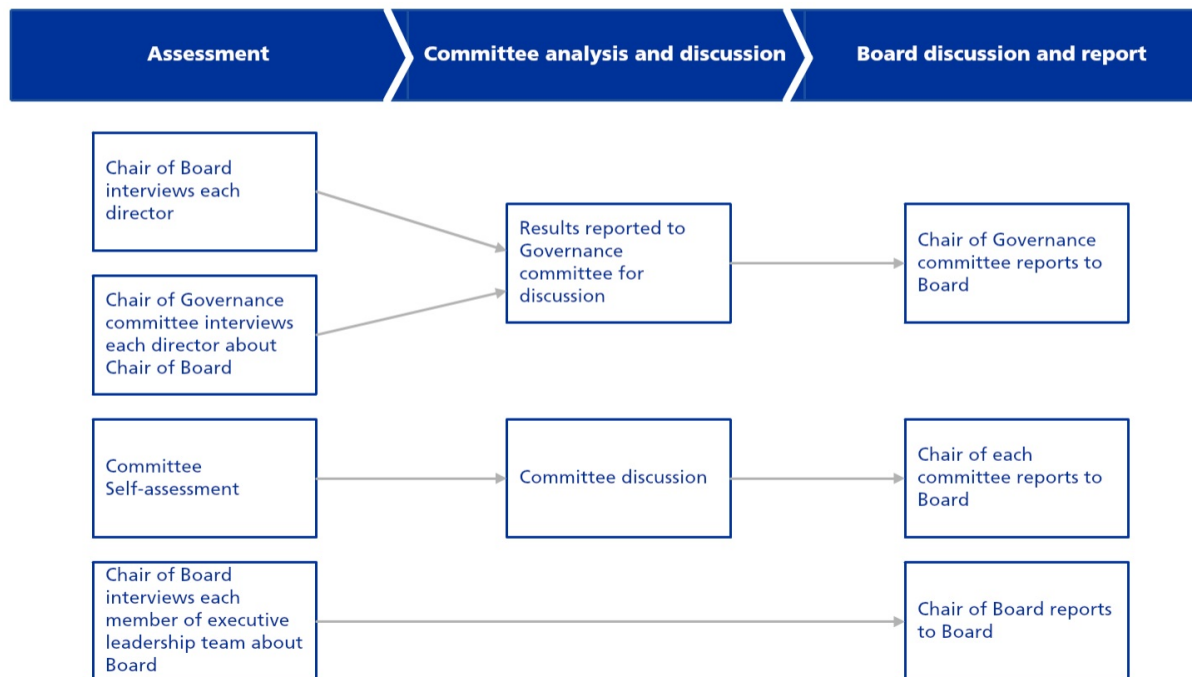 Assessment
Committee analysis and discussion
Board discussion and report
Chair of Board
interviews each
director
Chair of Governance
committee interviews
each director about
Chair of Board
Results reported to
Governance
committee for
discussion
Chair of Governance
committee reports to
Board
Committee
Self-assessment
Committee discussion
Chair of each
committee reports to
Board
Chair of Board
interviews each
member of executive
leadership team about
Board
Chair of Board reports
to Board